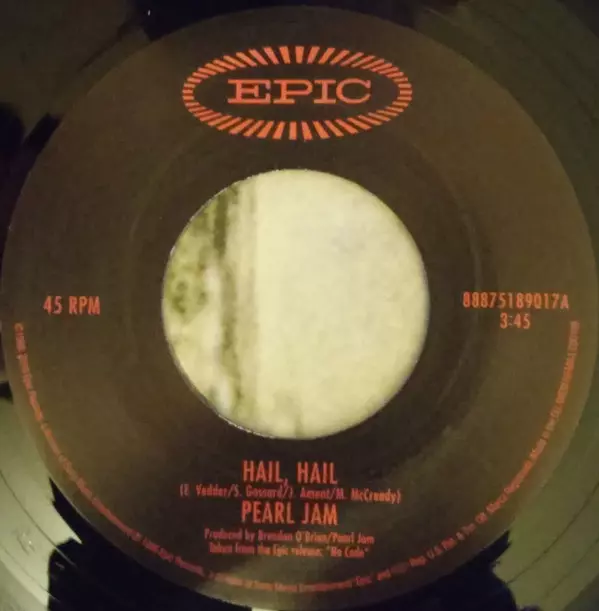 EPIC
45 RPM
88875189017A
3:45
HAIL, HAIL
(E. Vedder/S. Gossard/J. Ament/M. McCready)
PEARL JAM
Produced by Brendan O'Brien/Pearl Jam
Taken from the Epic release: "No Code"